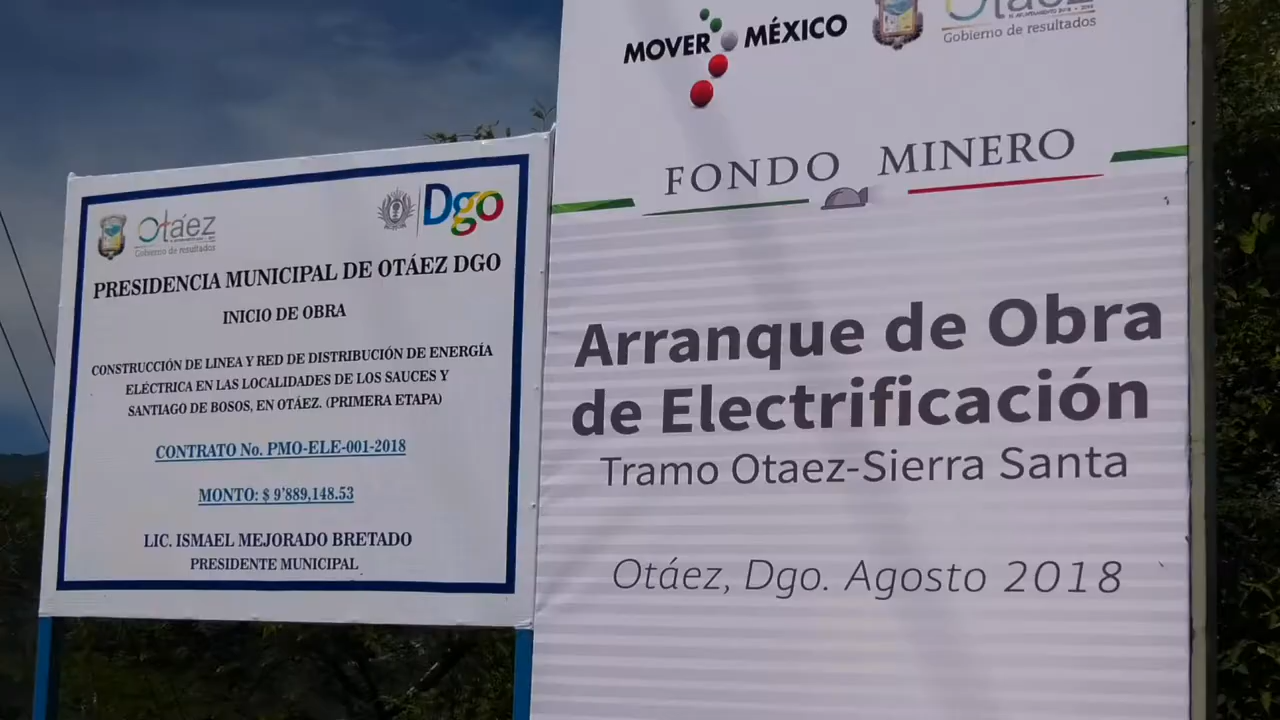 Otáez
Gobierno de resultados
Dgo
PRESIDENCIA MUNICIPAL DE OTÁEZ DGO
INICIO DE OBRA
CONSTRUCCIÓN DE LINEA Y RED DE DISTRIBUCIÓN DE ENERGÍA
ELÉCTRICA EN LAS LOCALIDADES DE LOS SAUCES Y
SANTIAGO DE BOSOS, EN OTÁEZ. (PRIMERA ETAPA)
CONTRATO No. PMO-ELE-001-2018
MONTO: $ 9'889,148.53
LIC. ISMAEL MEJORADO BRETADO
PRESIDENTE MUNICIPAL
MOVER MÉXICO
Otáez
Gobierno de resultados
FONDO MINERO
Arranque de Obra
de Electrificación
Tramo Otaez-Sierra Santa
Otáez, Dgo. Agosto 2018